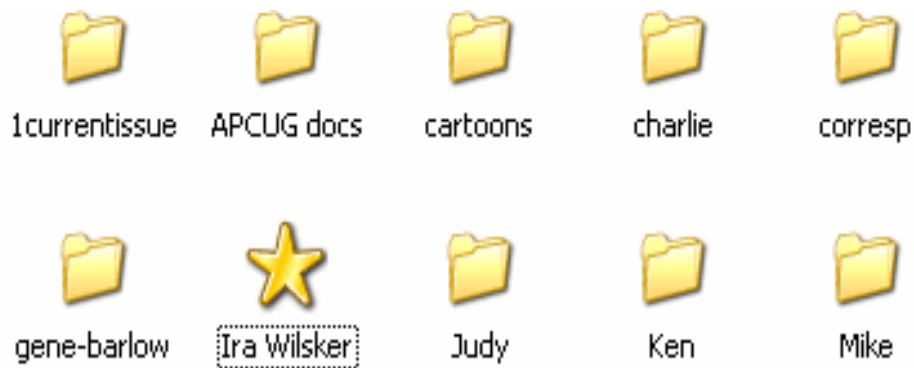 1currentissue APCUG docs cartoons charlie corresp
gene-barlow Ira Wilsker Judy Ken Mike